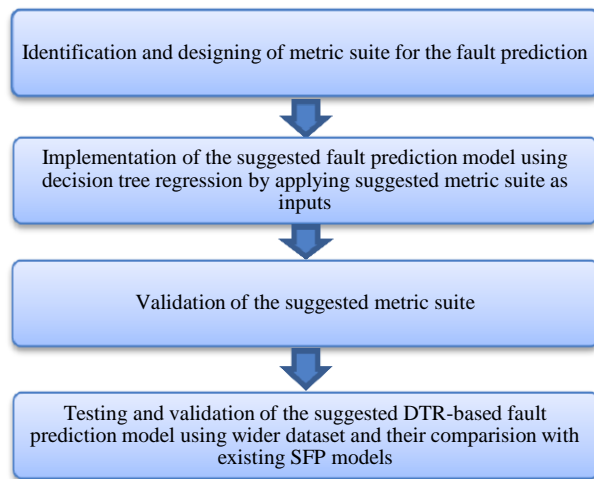 Identification and designing of metric suite for the fault prediction
Implementation of the suggested fault prediction model using
decision tree regression by applying suggested metric suite as
inputs
Validation of the suggested metric suite
Testing and validation of the suggested DTR-based fault
prediction model using wider dataset and their comparision with
existing SFP models